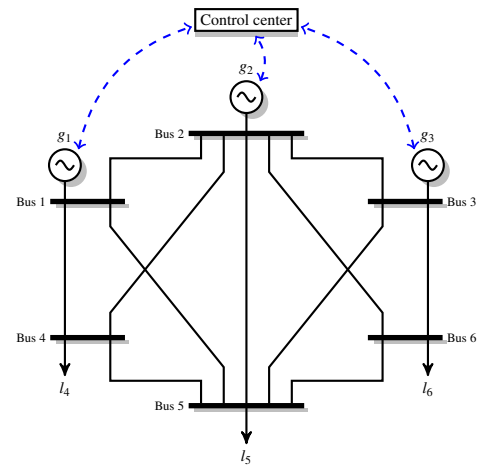 Control center
g2
g1
g3
Bus 2
Bus 1
Bus 3
Bus 4
Bus 6
l4
l6
Bus 5
l5